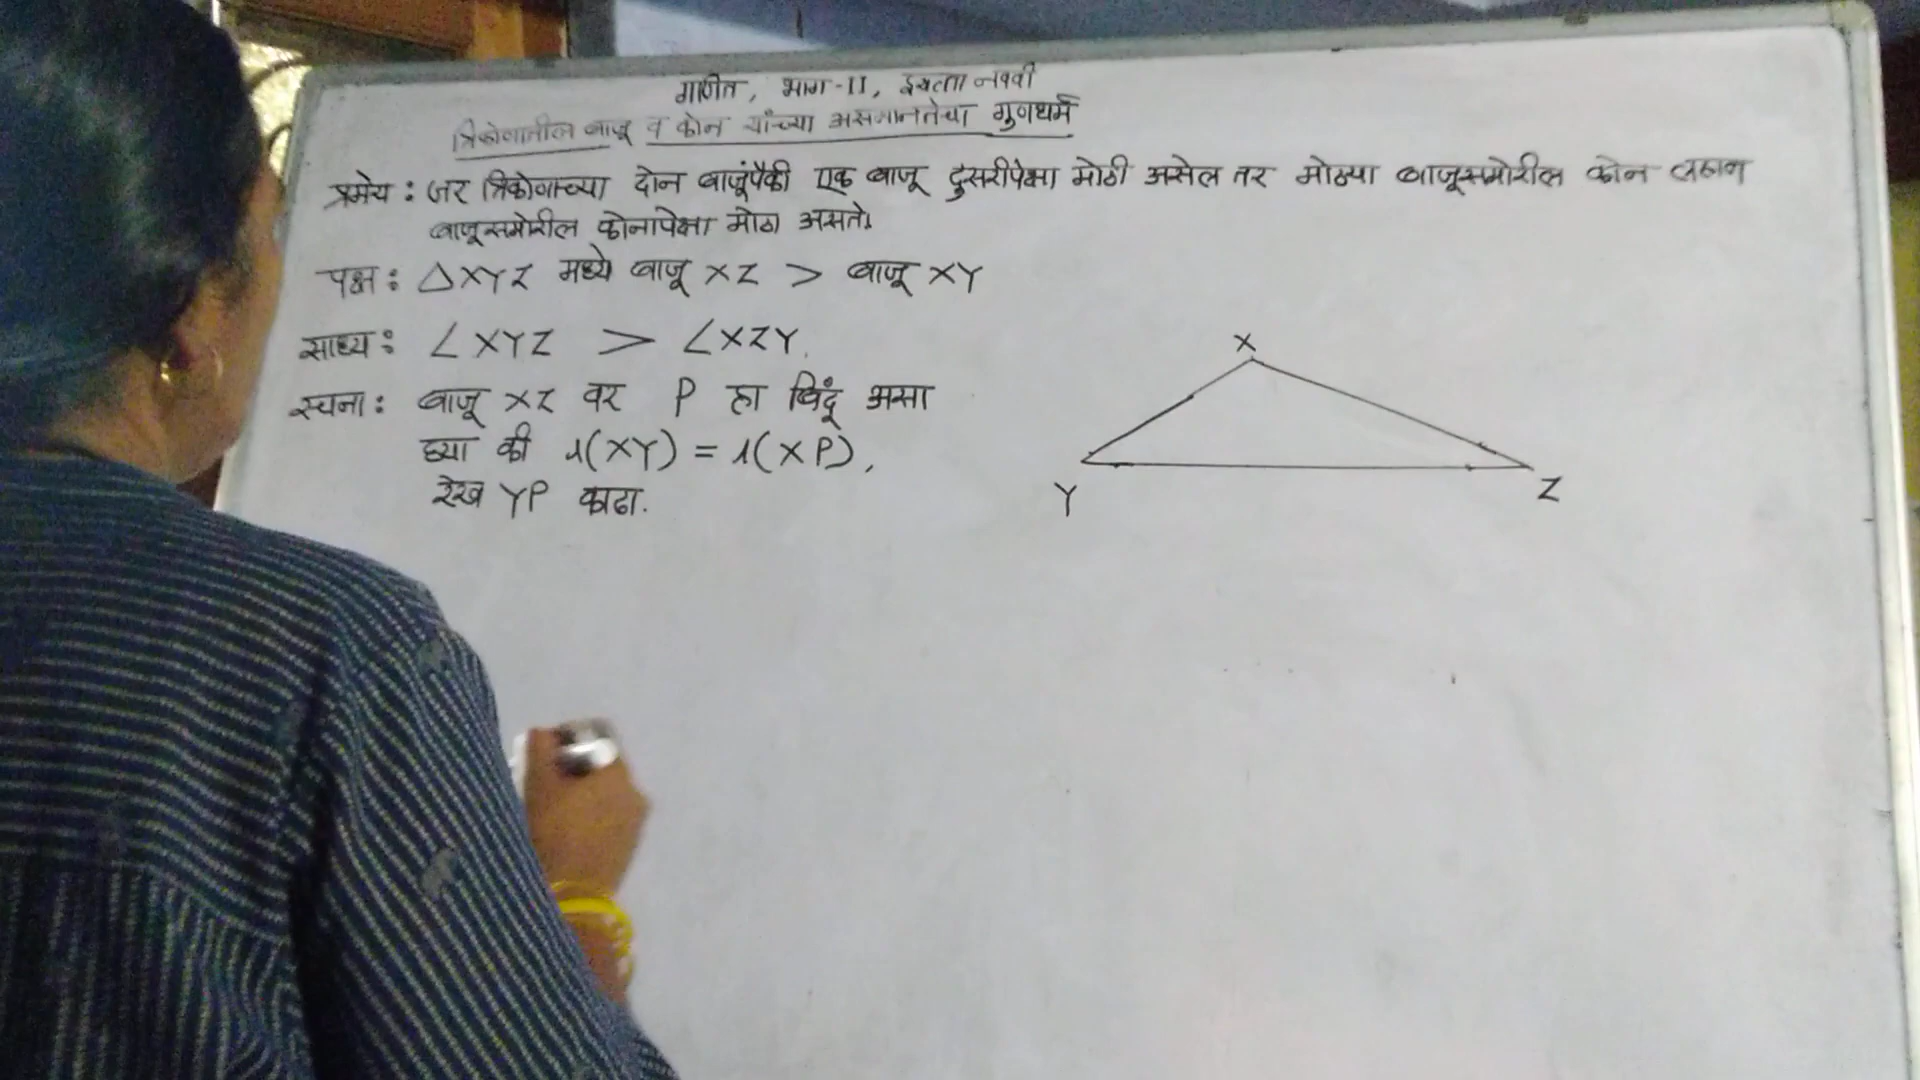 गणित, भाग-II, इयत्ता नववी
त्रिकोणातील बाजू व कोन यांच्या असमानतेचा गुणधर्म
प्रमेय : जर त्रिकोणाच्या दोन बाजूंपैकी एक बाजू दुसरीपेक्षा मोठी असेल तर मोठ्या बाजूसमोरील कोन लहान
बाजूसमोरील कोनापेक्षा मोठा असतो.
पक्ष : △XYZ मध्ये बाजू XZ > बाजू XY
साध्य : ∠XYZ > ∠XZY.
रचना : बाजू XZ वर P हा बिंदू असा
घ्या की l(XY) = l(XP),
रेख YP काढा.
X
Y
Z